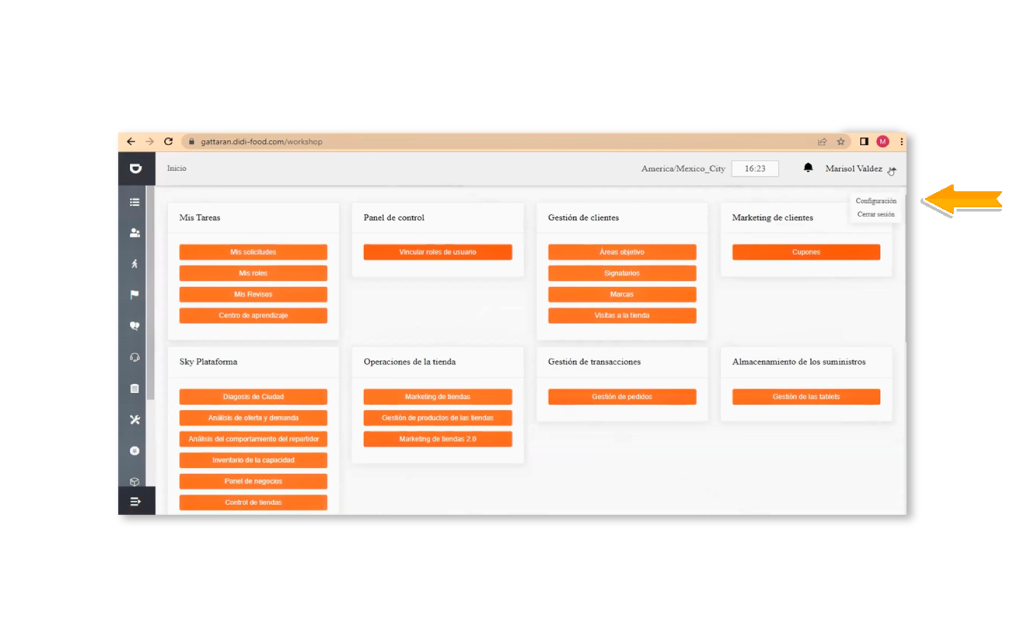 gattaran.didi-food.com/workshop
M
Inicio
America/Mexico_City
16:23
Marisol Valdez
Configuración
Cerrar sesión
Mis Tareas
Mis solicitudes
Mis roles
Mis Revisos
Centro de aprendizaje
Panel de control
Vincular roles de usuario
Gestión de clientes
Áreas objetivo
Signatarios
Marcas
Visitas a la tienda
Marketing de clientes
Cupones
Sky Plataforma
Diagosis de Ciudad
Análisis de oferta y demanda
Análisis del comportamiento del repartidor
Inventario de la capacidad
Panel de negocios
Control de tiendas
Operaciones de la tienda
Marketing de tiendas
Gestión de productos de las tiendas
Marketing de tiendas 2.0
Gestión de transacciones
Gestión de pedidos
Almacenamiento de los suministros
Gestión de las tablets